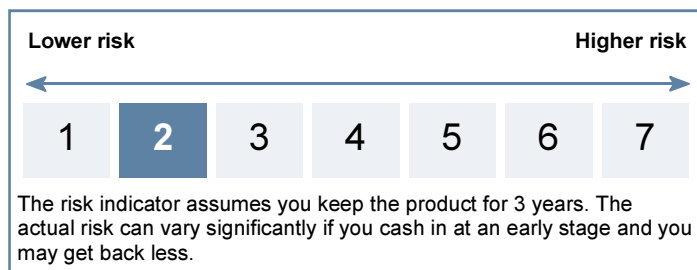 Lower risk Higher risk
1 2 3 4 5 6 7
The risk indicator assumes you keep the product for 3 years. The
actual risk can vary significantly if you cash in at an early stage and you
may get back less.